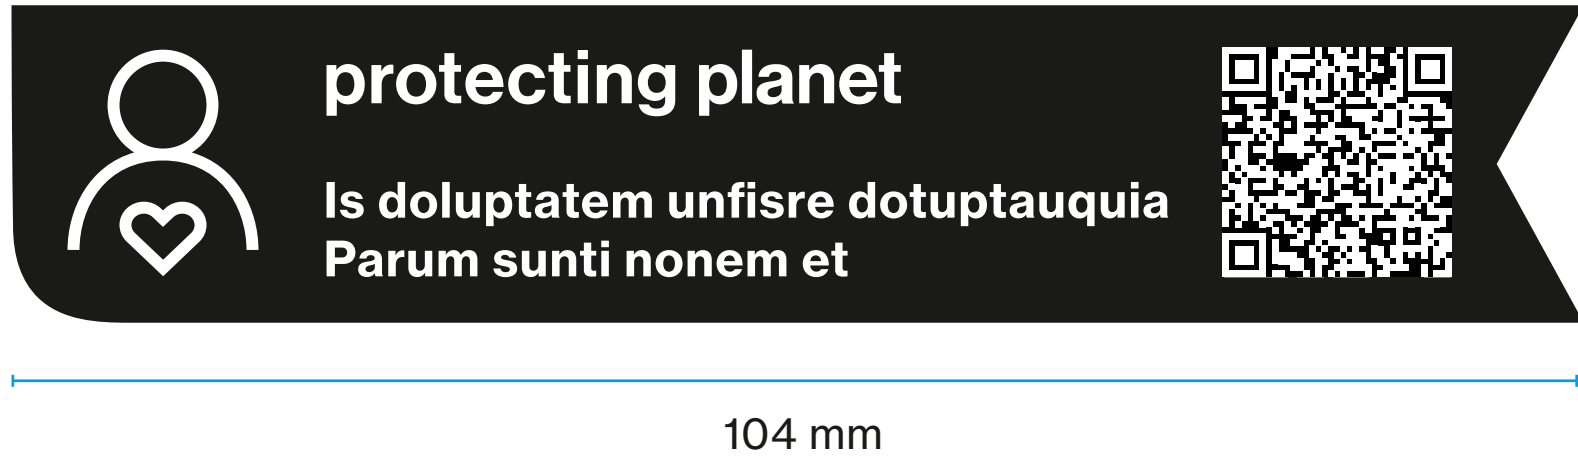 protecting planet
Is doluptatem unfisre dotuptauquia
Parum sunti nonem et
104 mm